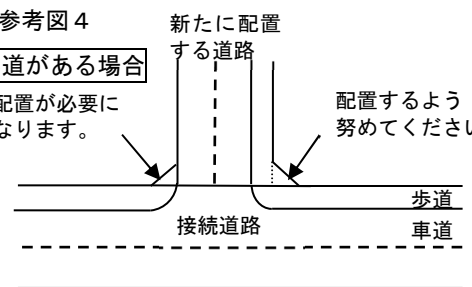 参考図４
新たに配置
する道路
道がある場合
配置が必要に
なります。
配置するよう
努めてください
接続道路
歩道
車道